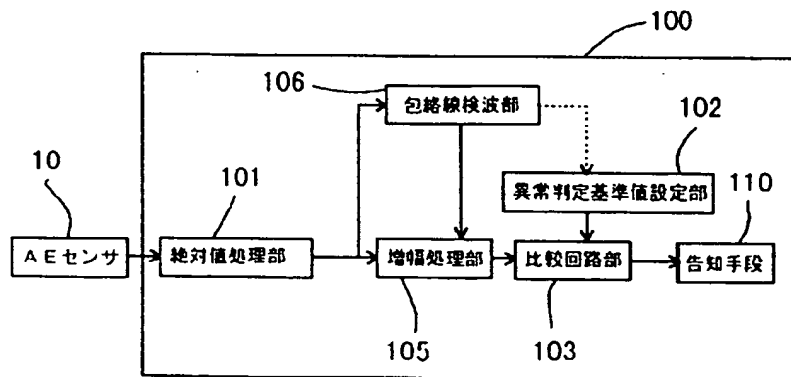 100
106
包絡線検波部
102
10
101
異常判定基準値設定部
110
AEセンサ
絶対値処理部
増幅処理部
比較回路部
告知手段
105
103